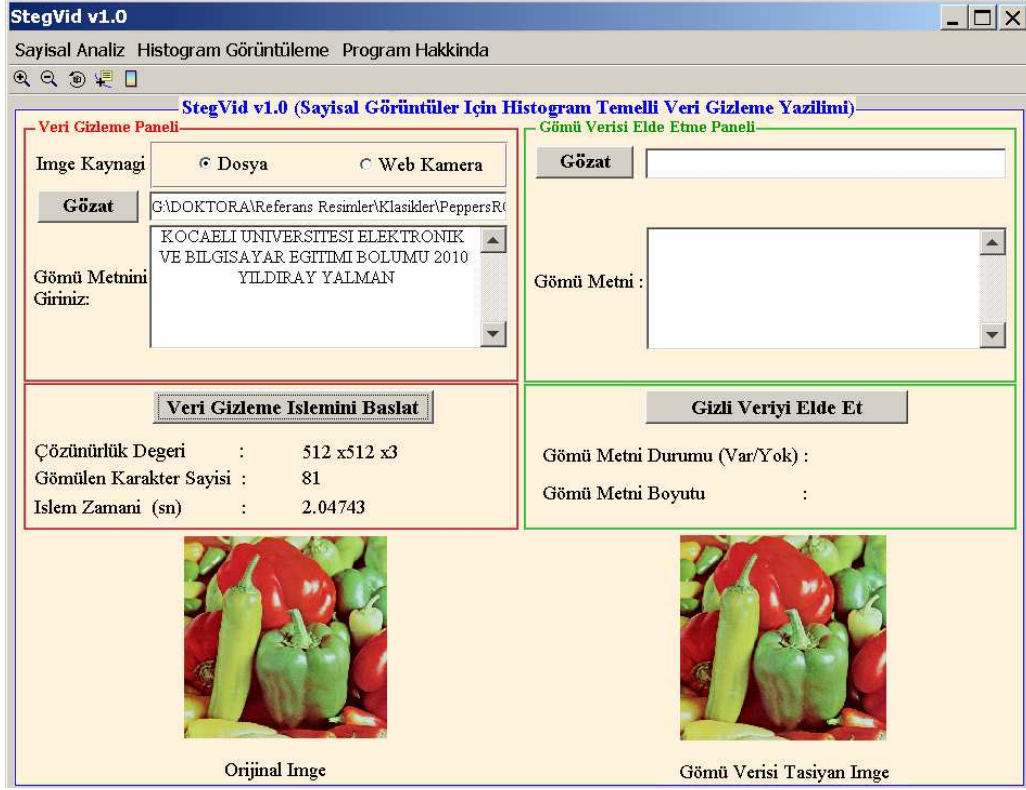 StegVid v1.0
Sayisal Analiz Histogram Görüntüleme Program Hakkinda
StegVid v1.0 (Sayisal Görüntüler Için Histogram Temelli Veri Gizleme Yazilimi)
Veri Gizleme Paneli
Imge Kaynagi
Dosya
Web Kamera
Gözat
G:\DOKTORA\Referans Resimler\Klasikler\PeppersR
Gömü Metnini
Giriniz:
KOCAELI UNIVERSITESI ELEKTRONIK
VE BILGISAYAR EGITIMI BOLUMU 2010
YILDIRAY YALMAN
Gömü Verisi Elde Etme Paneli
Gözat
Gömü Metni :
Veri Gizleme Islemini Baslat
Çözünürlük Degeri : 512 x512 x3
Gömülen Karakter Sayisi : 81
Islem Zamani (sn) : 2.04743
Gizli Veriyi Elde Et
Gömü Metni Durumu (Var/Yok) :
Gömü Metni Boyutu :
Orijinal Imge
Gömü Verisi Tasiyan Imge